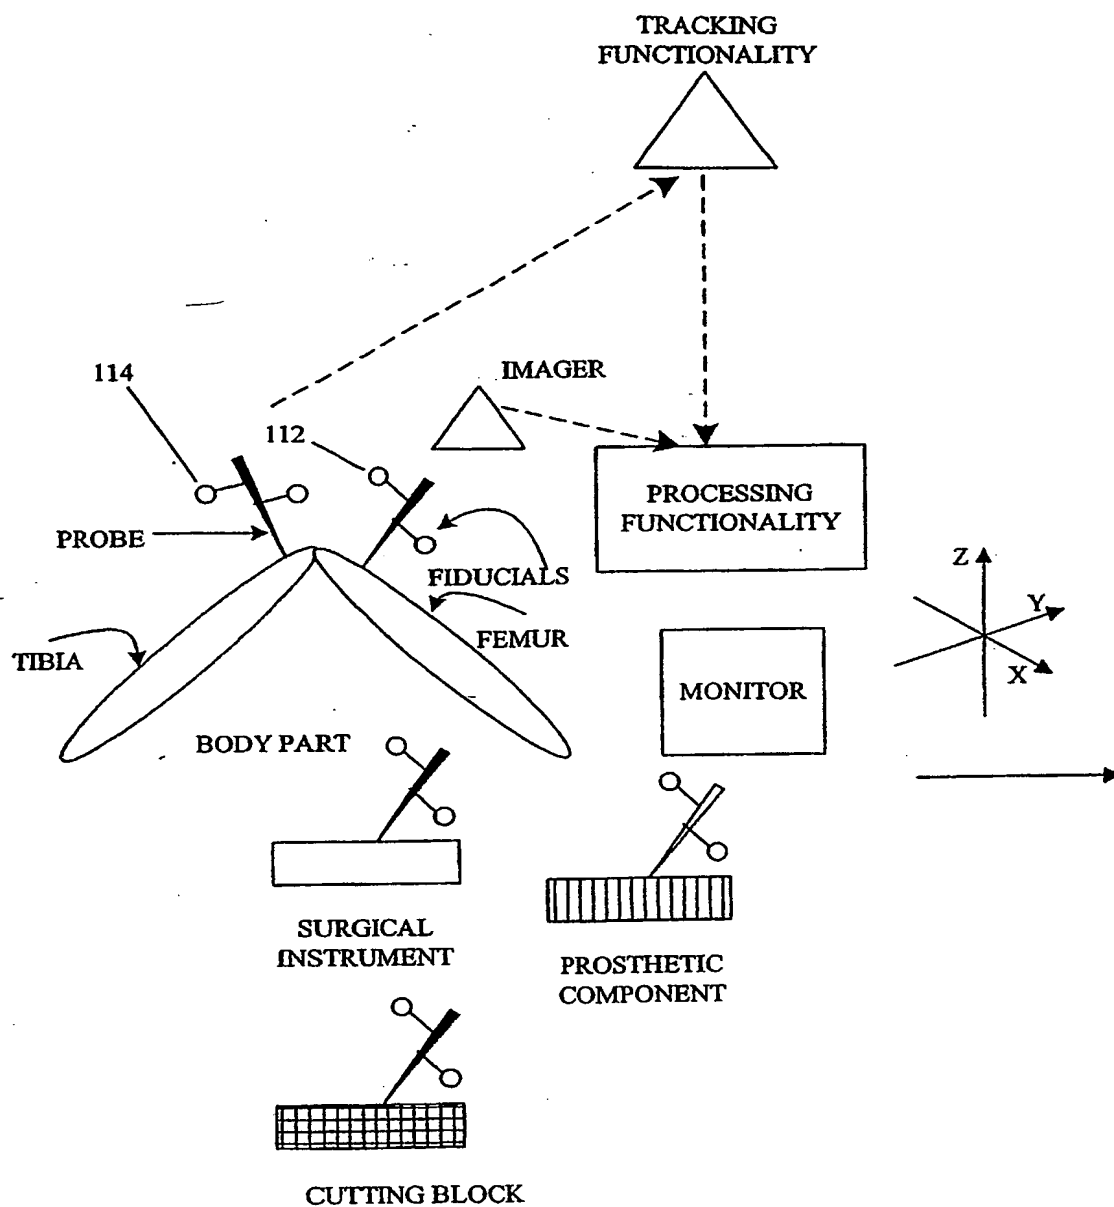 TRACKING
FUNCTIONALITY
IMAGER
114
112
PROCESSING
FUNCTIONALITY
PROBE
FIDUCIALS
Z
Y
X
FEMUR
TIBIA
MONITOR
BODY PART
SURGICAL
INSTRUMENT
PROSTHETIC
COMPONENT
CUTTING BLOCK